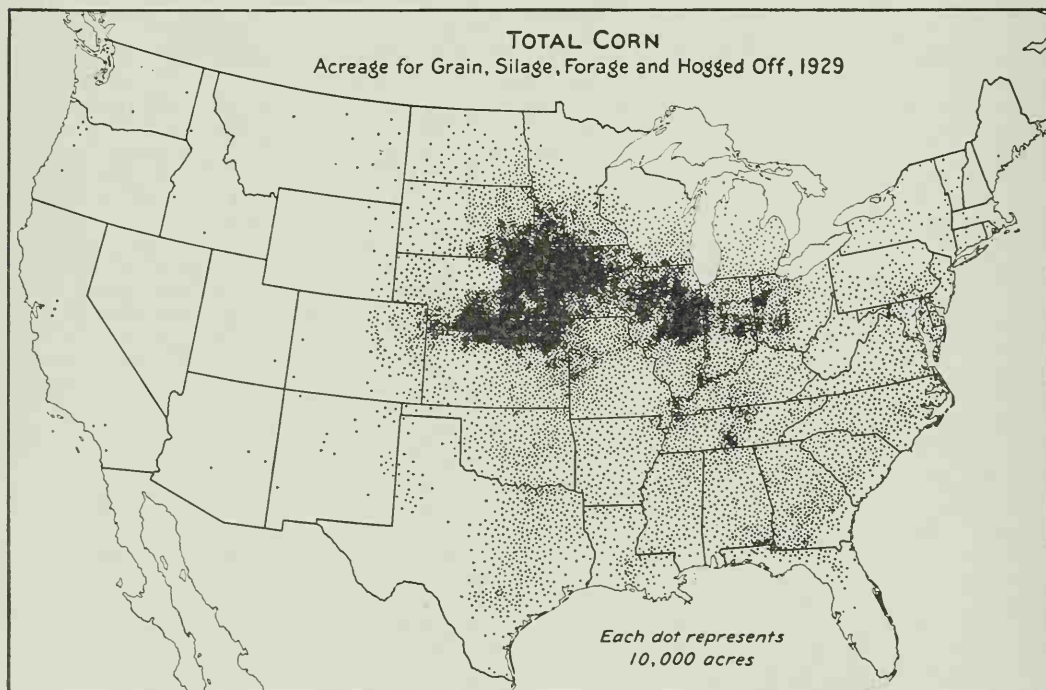 TOTAL CORN
Acreage for Grain, Silage, Forage and Hogged Off, 1929
Each dot represents
10,000 acres